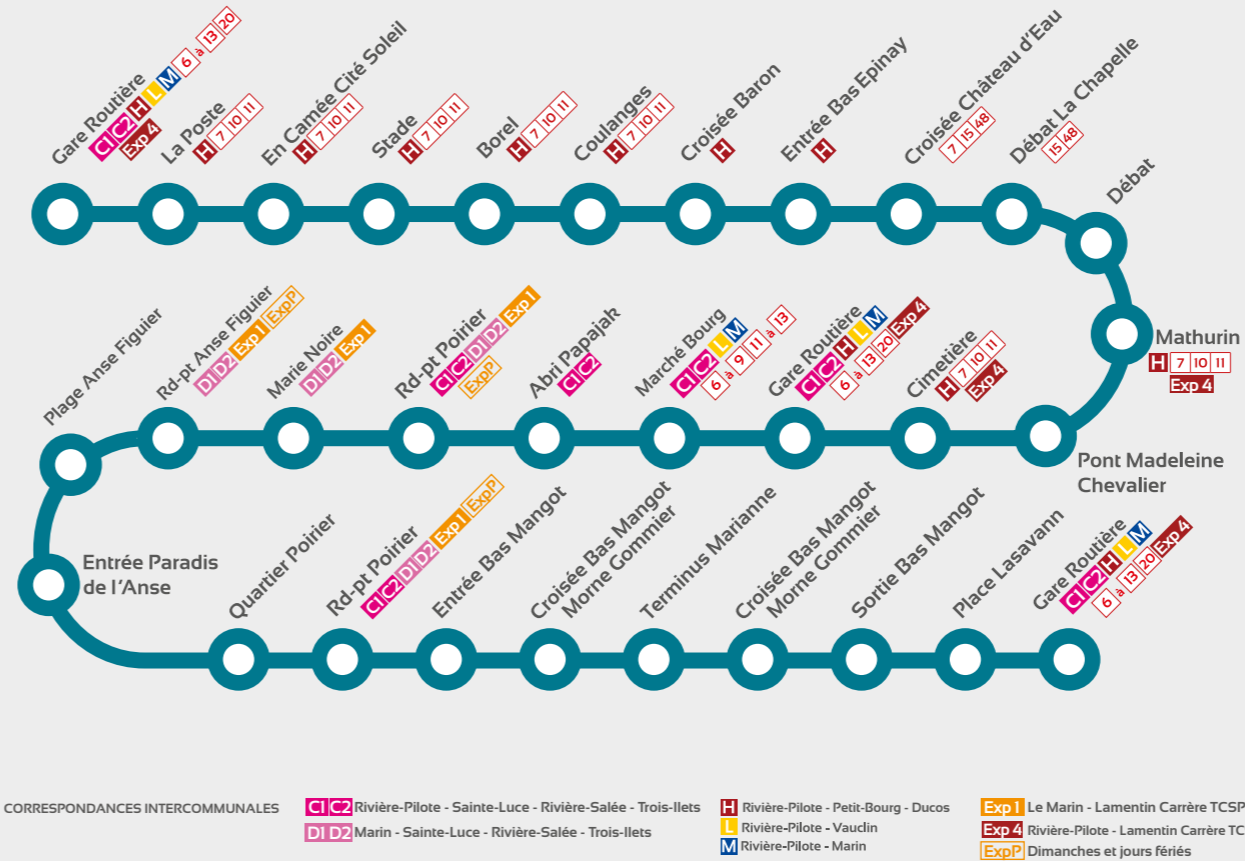 Gare Routière
C1 C2 H L M 6 à 13 20
Exp 4
La Poste
H 7 10 11
En Camée Cité Soleil
H 7 10 11
Stade
H 7 10 11
Borel
H 7 10 11
Coulanges
H 7 10 11
Croisée Baron
H
Entrée Bas Epinay
H
Croisée Château d'Eau
7 15 48
Débat La Chapelle
15 48
Débat
Mathurin
H 7 10 11
Exp 4
Pont Madeleine
Chevalier
Cimetière
H 7 10 11
Exp 4
Gare Routière
C1 C2 H L M
6 à 13 20 Exp 4
Marché Bourg
C1 C2 L M
6 à 9 11 à 13
Abri Papajak
C1 C2
Rd-pt Poirier
C1 C2 D1 D2 Exp 1
ExpP
Marie Noire
D1 D2 Exp 1
Rd-pt Anse Figuier
D1 D2 Exp 1 ExpP
Plage Anse Figuier
Entrée Paradis
de l'Anse
Quartier Poirier
Rd-pt Poirier
C1 C2 D1 D2 Exp 1 ExpP
Entrée Bas Mangot
Croisée Bas Mangot
Morne Gommier
Terminus Marianne
Croisée Bas Mangot
Morne Gommier
Sortie Bas Mangot
Place Lasavann
Gare Routière
C1 C2 H L M
6 à 13 20 Exp 4
CORRESPONDANCES INTERCOMMUNALES
C1 C2 Rivière-Pilote - Sainte-Luce - Rivière-Salée - Trois-Ilets
D1 D2 Marin - Sainte-Luce - Rivière-Salée - Trois-Ilets
H Rivière-Pilote - Petit-Bourg - Ducos
L Rivière-Pilote - Vauclin
M Rivière-Pilote - Marin
Exp 1 Le Marin - Lamentin Carrère TCSP
Exp 4 Rivière-Pilote - Lamentin Carrère TC
ExpP Dimanches et jours fériés